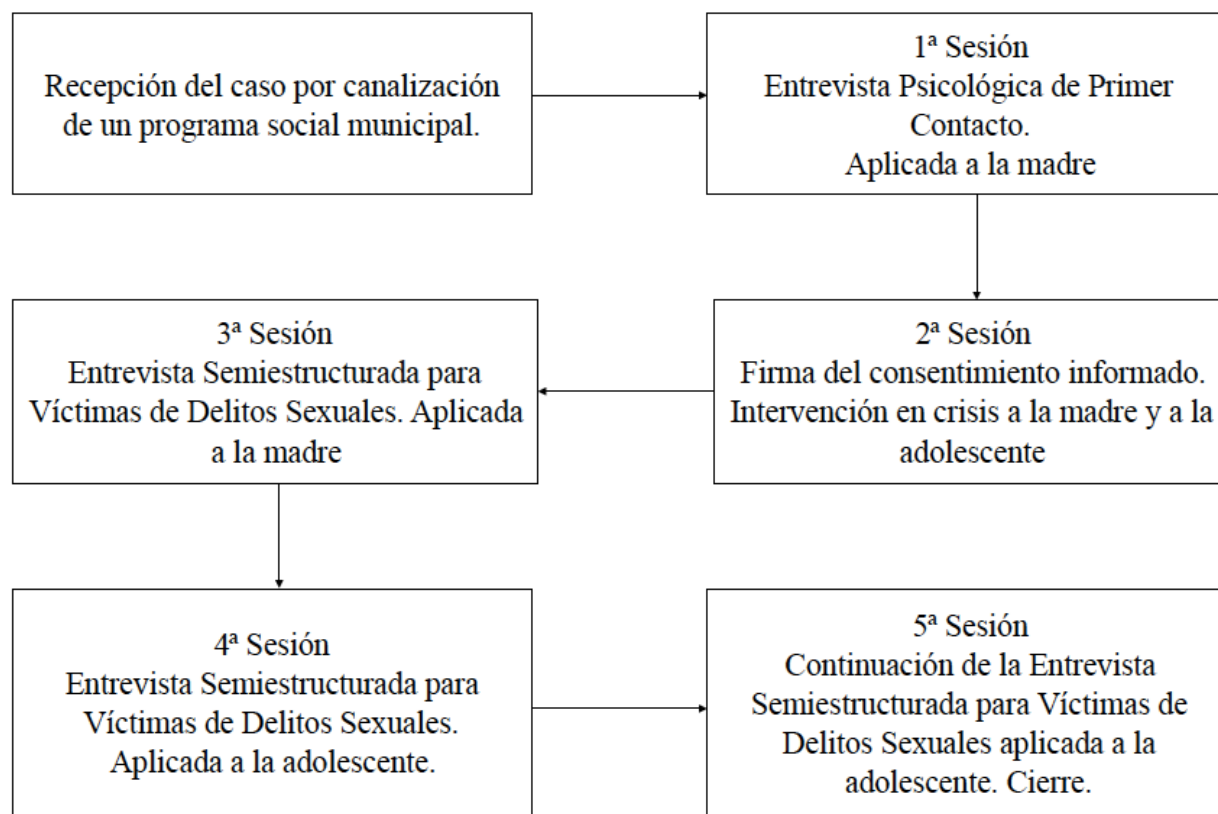 Recepción del caso por canalización
de un programa social municipal.
1ª Sesión
Entrevista Psicológica de Primer
Contacto.
Aplicada a la madre
2ª Sesión
Firma del consentimiento informado.
Intervención en crisis a la madre y a la
adolescente
3ª Sesión
Entrevista Semiestructurada para
Víctimas de Delitos Sexuales. Aplicada
a la madre
4ª Sesión
Entrevista Semiestructurada para
Víctimas de Delitos Sexuales.
Aplicada a la adolescente.
5ª Sesión
Continuación de la Entrevista
Semiestructurada para Víctimas de
Delitos Sexuales aplicada a la
adolescente. Cierre.